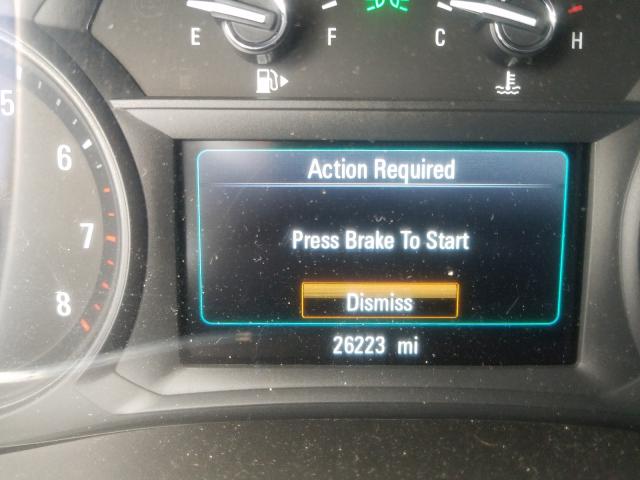 E F C H
5
6
7
8
Action Required
Press Brake To Start
Dismiss
26223 mi